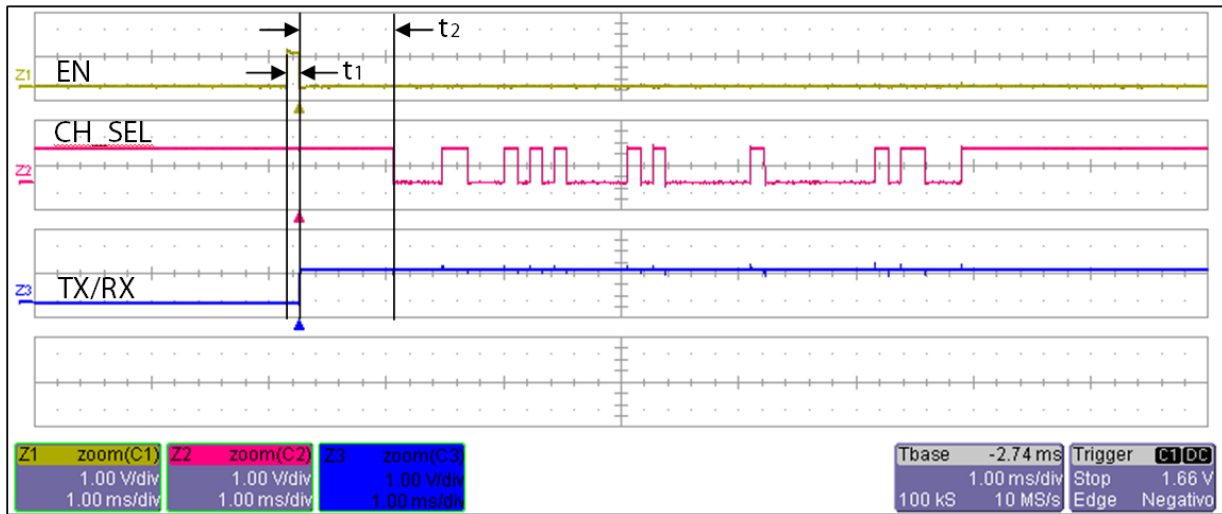 t2
Z1 EN t1
CH_SEL
Z2
Z3 TX/RX
Z1 zoom(C1)
1.00 V/div
1.00 ms/div
Z2 zoom(C2)
1.00 V/div
1.00 ms/div
Z3 zoom(C3)
1.00 V/div
1.00 ms/div
Tbase -2.74 ms
1.00 ms/div
100 kS 10 MS/s
Trigger C1 DC
Stop 1.66 V
Edge Negativo